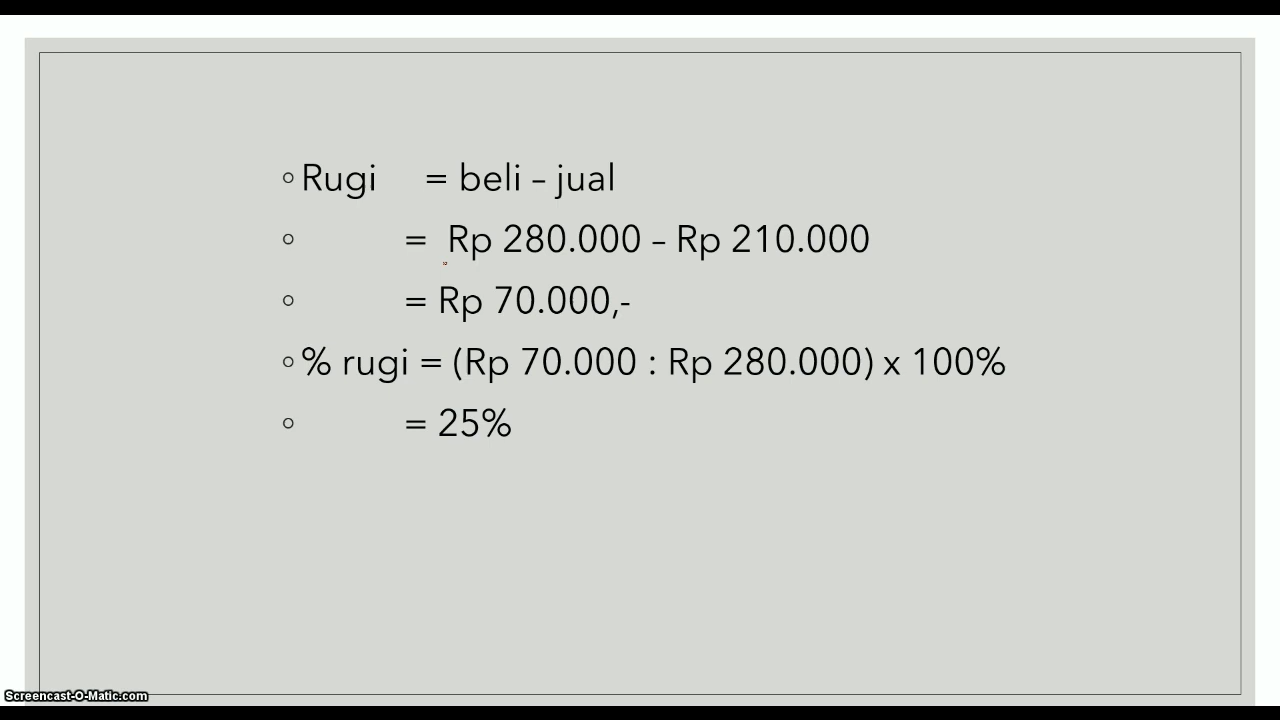 ◦ Rugi = beli – jual
◦ = Rp 280.000 – Rp 210.000
◦ = Rp 70.000,-
◦ % rugi = (Rp 70.000 : Rp 280.000) x 100%
◦ = 25%
Screencast-O-Matic.com